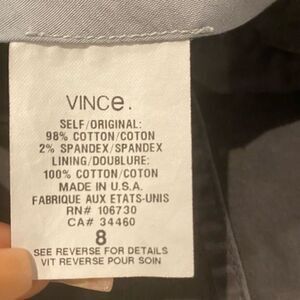 VINCe.
SELF/ORIGINAL:
98% COTTON/COTON
2% SPANDEX/SPANDEX
LINING/DOUBLURE:
100% COTTON/COTON
MADE IN U.S.A.
FABRIQUE AUX ETATS-UNIS
RN# 106730
CA# 34460
8
SEE REVERSE FOR DETAILS
VIT REVERSE POUR SOIN